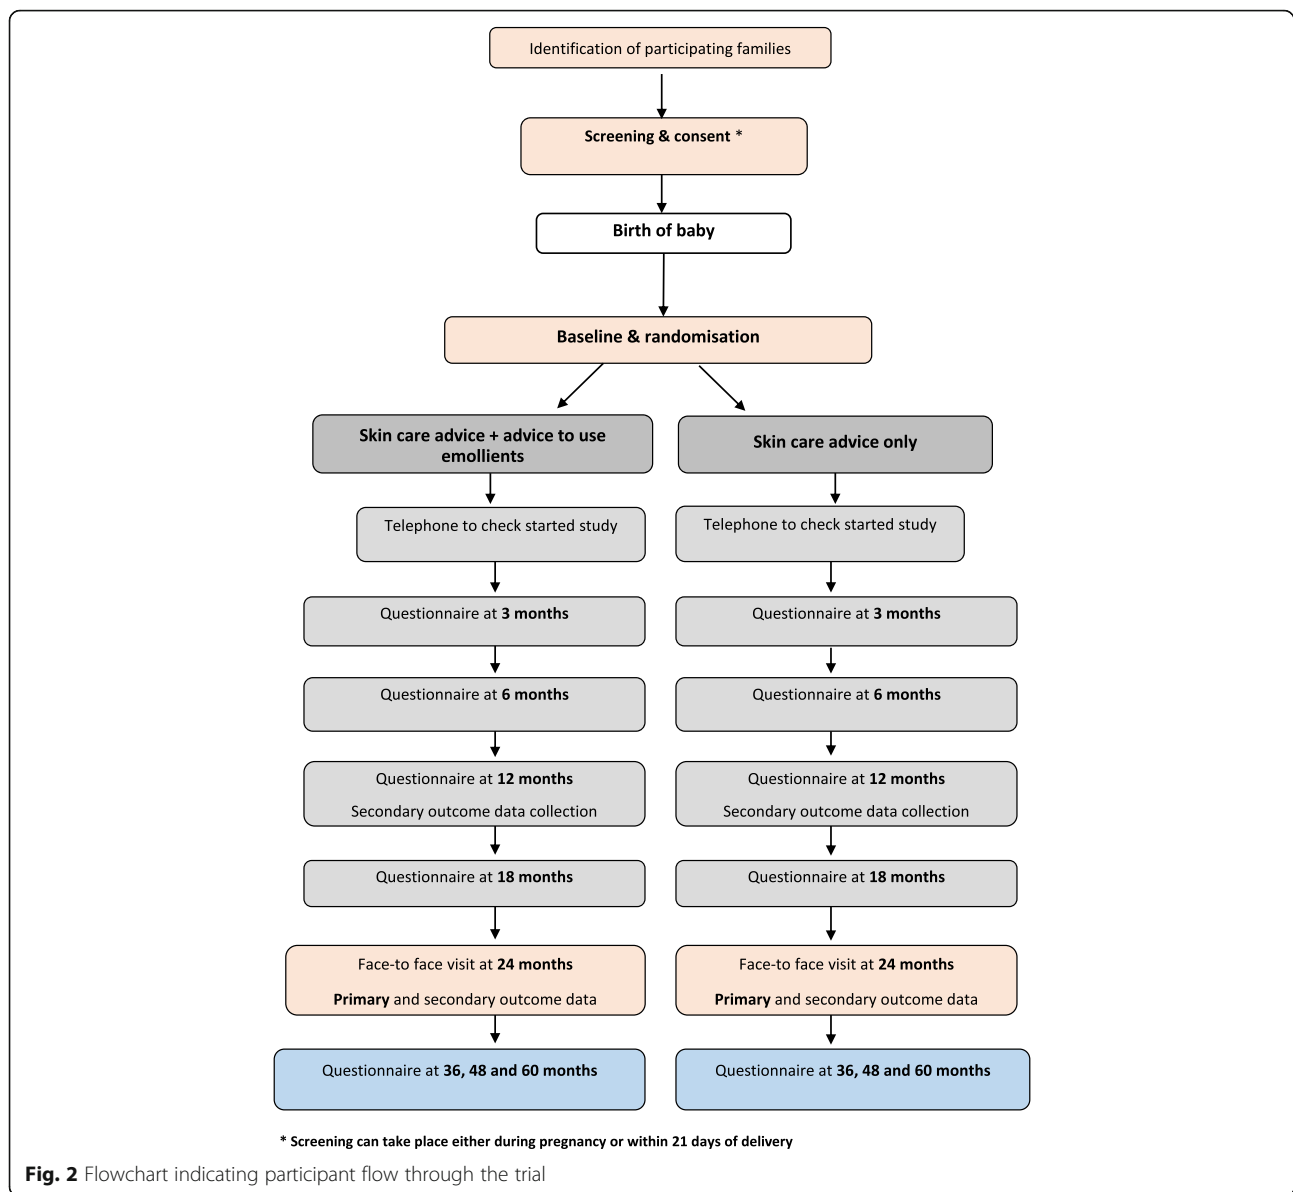 Identification of participating families
Screening & consent *
Birth of baby
Baseline & randomisation
Skin care advice + advice to use
emollients
Telephone to check started study
Questionnaire at 3 months
Questionnaire at 6 months
Questionnaire at 12 months
Secondary outcome data collection
Questionnaire at 18 months
Face-to face visit at 24 months
Primary and secondary outcome data
Questionnaire at 36, 48 and 60 months
Skin care advice only
Telephone to check started study
Questionnaire at 3 months
Questionnaire at 6 months
Questionnaire at 12 months
Secondary outcome data collection
Questionnaire at 18 months
Face-to face visit at 24 months
Primary and secondary outcome data
Questionnaire at 36, 48 and 60 months
* Screening can take place either during pregnancy or within 21 days of delivery
Fig. 2 Flowchart indicating participant flow through the trial